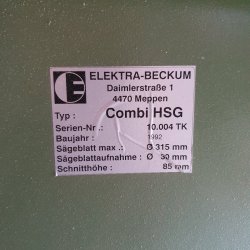 ELEKTRA-BECKUM
Daimlerstraße 1
4470 Meppen
Typ : Combi HSG
Serien-Nr.: 10.004 TK
Baujahr : 1992
Sägeblatt max .: Ø 315 mm
Sägeblattaufnahme : Ø 30 mm
Schnitthöhe : 85 mm